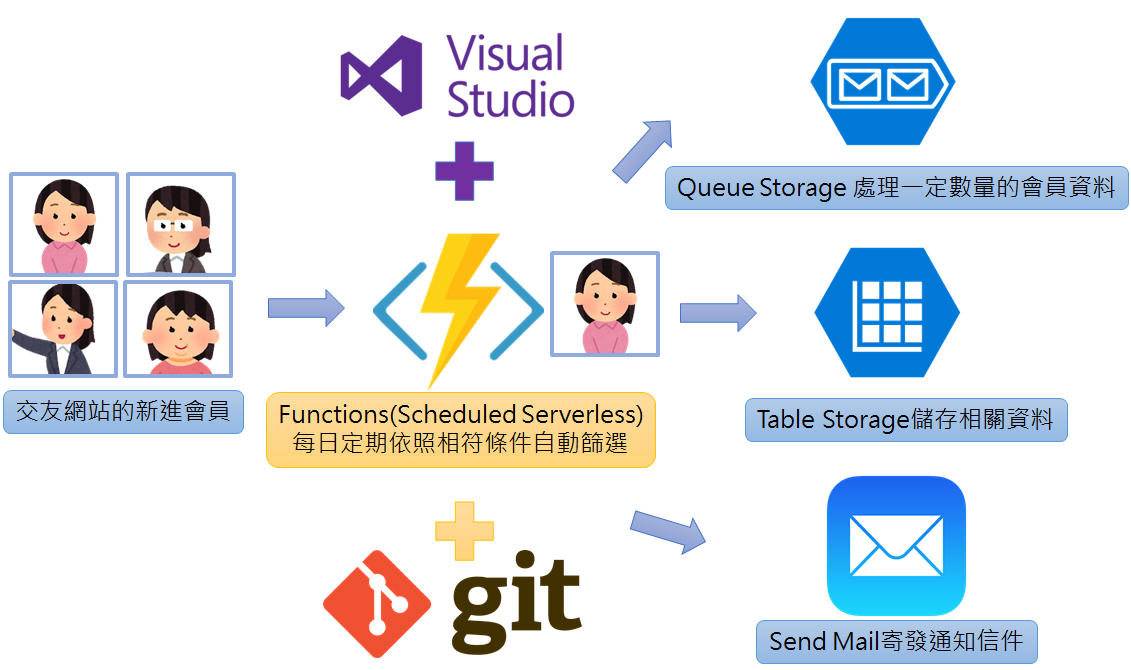 Visual
Studio
Queue Storage 處理一定數量的會員資料
交友網站的新進會員
Functions(Scheduled Serverless)
每日定期依照相符條件自動篩選
Table Storage儲存相關資料
git
Send Mail寄發通知信件